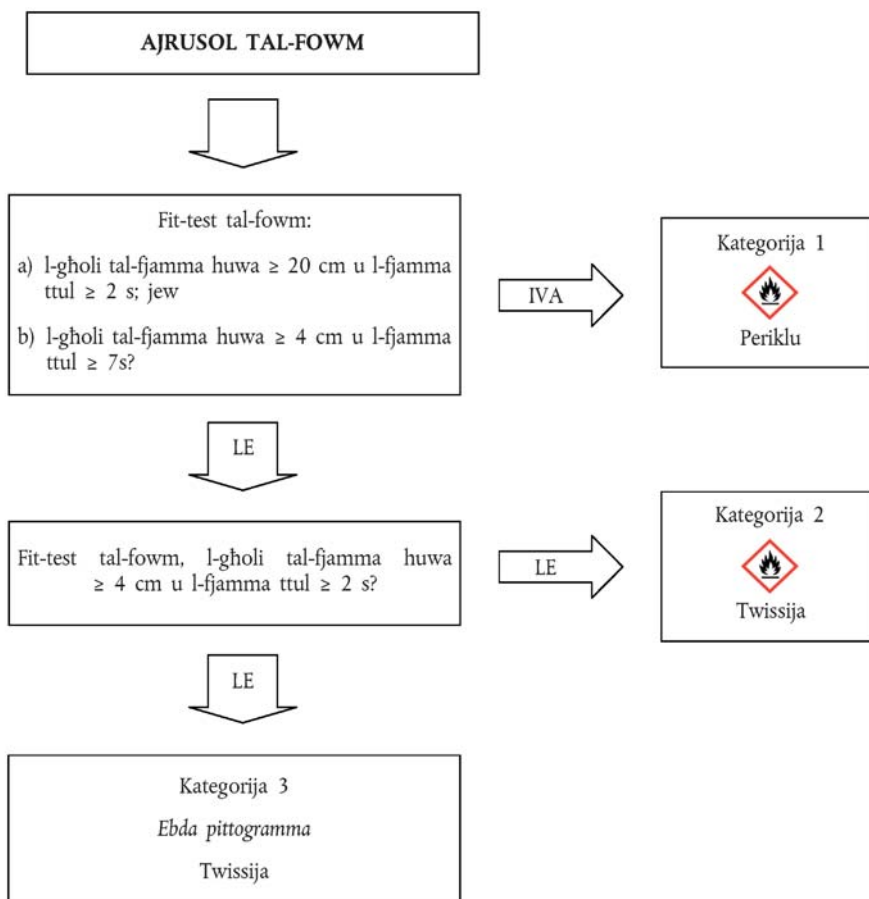 AJRUSOL TAL-FOWM
Fit-test tal-fowm:
a) l-għoli tal-fjamma huwa ≥ 20 cm u l-fjamma
ttul ≥ 2 s; jew
b) l-għoli tal-fjamma huwa ≥ 4 cm u l-fjamma
ttul ≥ 7s?
IVA
Kategorija 1
Periklu
LE
Fit-test tal-fowm, l-għoli tal-fjamma huwa
≥ 4 cm u l-fjamma ttul ≥ 2 s?
LE
Kategorija 2
Twissija
LE
Kategorija 3
Ebda pittogramma
Twissija